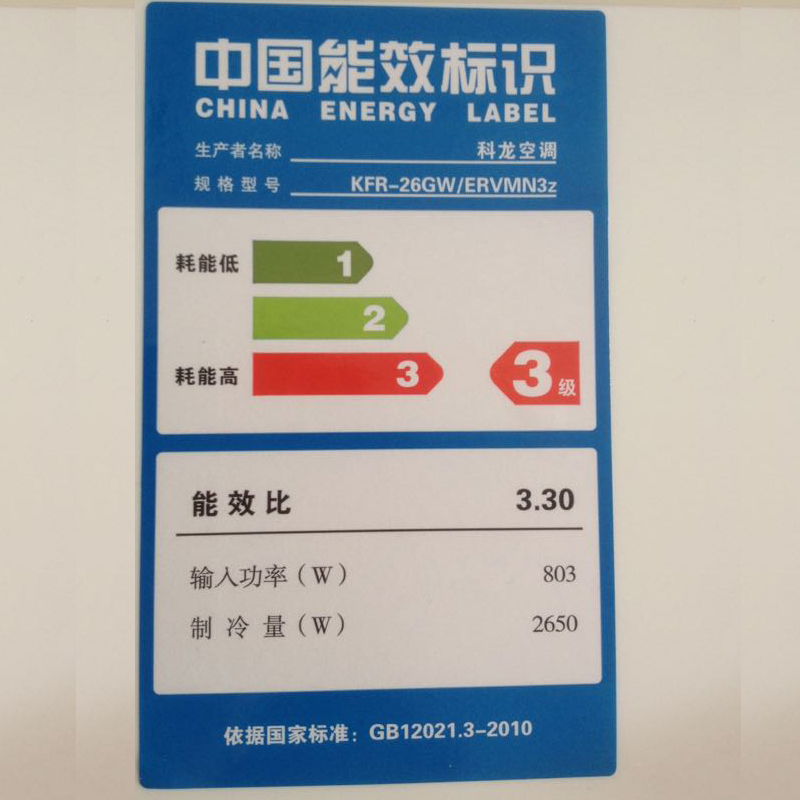 中国能效标识
CHINA ENERGY LABEL
生产者名称 科龙空调
规格型号 KFR-26GW/ERVMN3z
耗能低 1
2
耗能高 3 3级
能效比 3.30
输入功率(W) 803
制冷量(W) 2650
依据国家标准：GB12021.3-2010